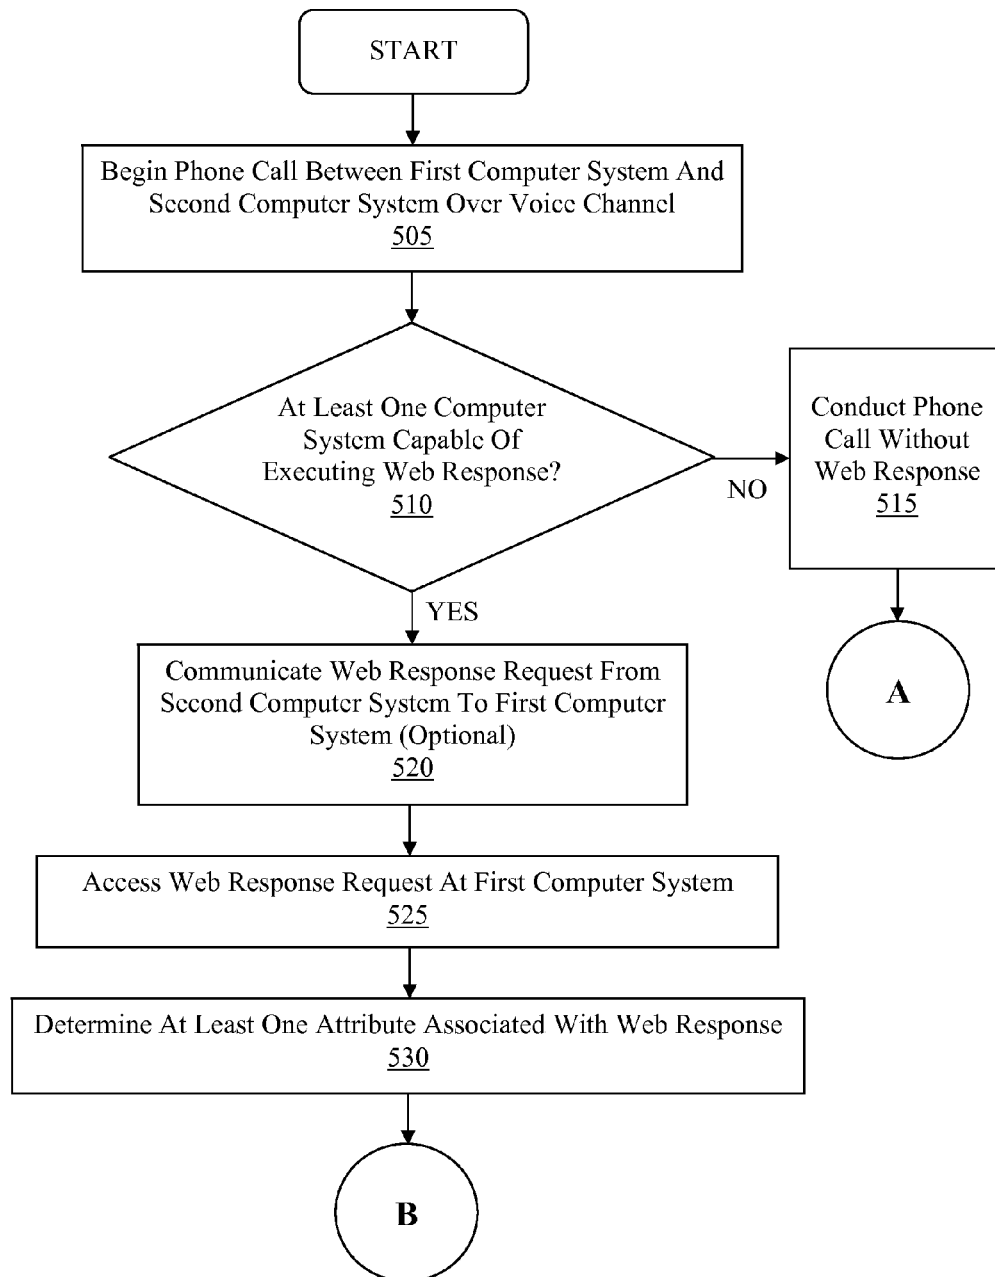 START
Begin Phone Call Between First Computer System And
Second Computer System Over Voice Channel
505
At Least One Computer
System Capable Of
Executing Web Response?
510
NO
Conduct Phone
Call Without
Web Response
515
A
YES
Communicate Web Response Request From
Second Computer System To First Computer
System (Optional)
520
Access Web Response Request At First Computer System
525
Determine At Least One Attribute Associated With Web Response
530
B